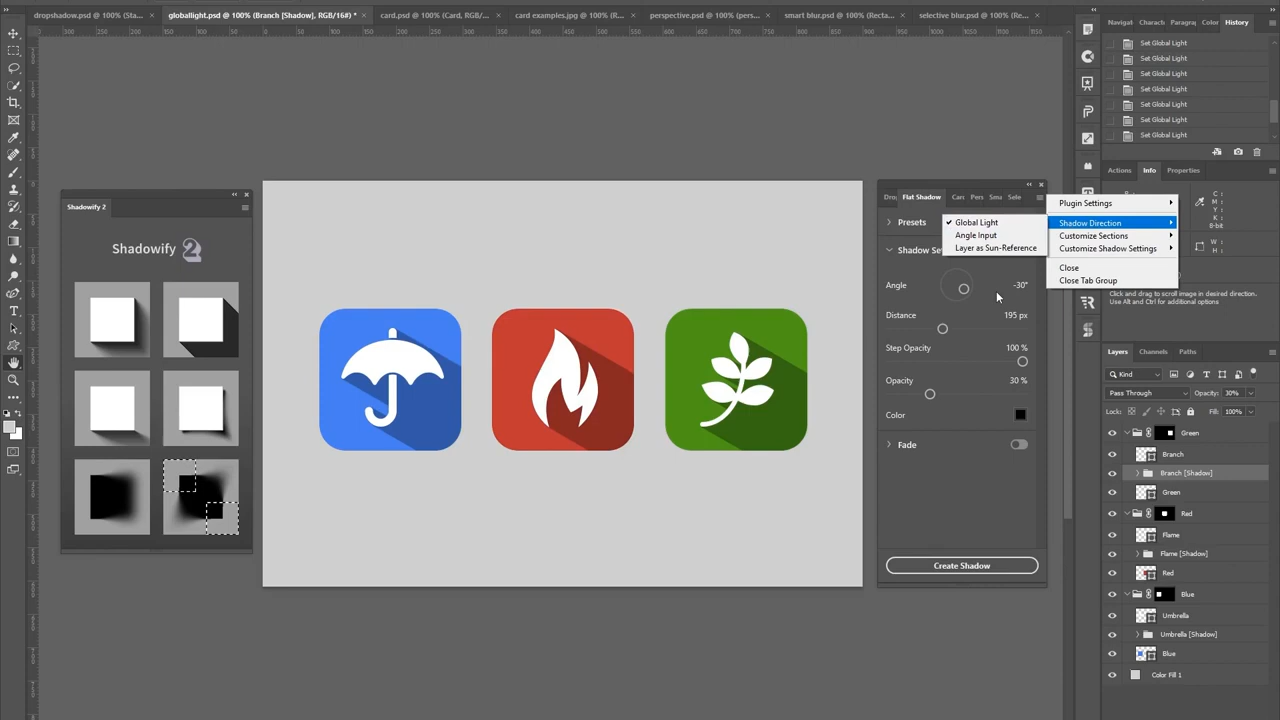 dropshadow.psd @ 100% (Sta...
globallight.psd @ 100% (Branch [Shadow], RGB/16#) *
card.psd @ 100% (Card, RGB/...
card examples.jpg @ 100% (R...
perspective.psd @ 100% (pers...
smart blur.psd @ 100% (Recta...
selective blur.psd @ 100% (Re...
Navigat
Charact
Paragra
Color
History
Set Global Light
Set Global Light
Set Global Light
Set Global Light
Set Global Light
Set Global Light
Set Global Light
Actions
Info
Properties
8-bit
Click and drag to scroll image in desired direction.
Use Alt and Ctrl for additional options
Shadowify 2
Shadowify 2
Flat Shadow
Presets
Shadow Se
Angle
-30°
Distance
195 px
Step Opacity
100 %
Opacity
30 %
Color
Fade
Create Shadow
Plugin Settings
Shadow Direction
Customize Sections
Customize Shadow Settings
Close
Close Tab Group
Global Light
Angle Input
Layer as Sun-Reference
Layers
Channels
Paths
Kind
Pass Through
Opacity: 30%
Lock:
Fill: 100%
Green
Branch
Branch [Shadow]
Green
Red
Flame
Flame [Shadow]
Red
Blue
Umbrella
Umbrella [Shadow]
Blue
Color Fill 1